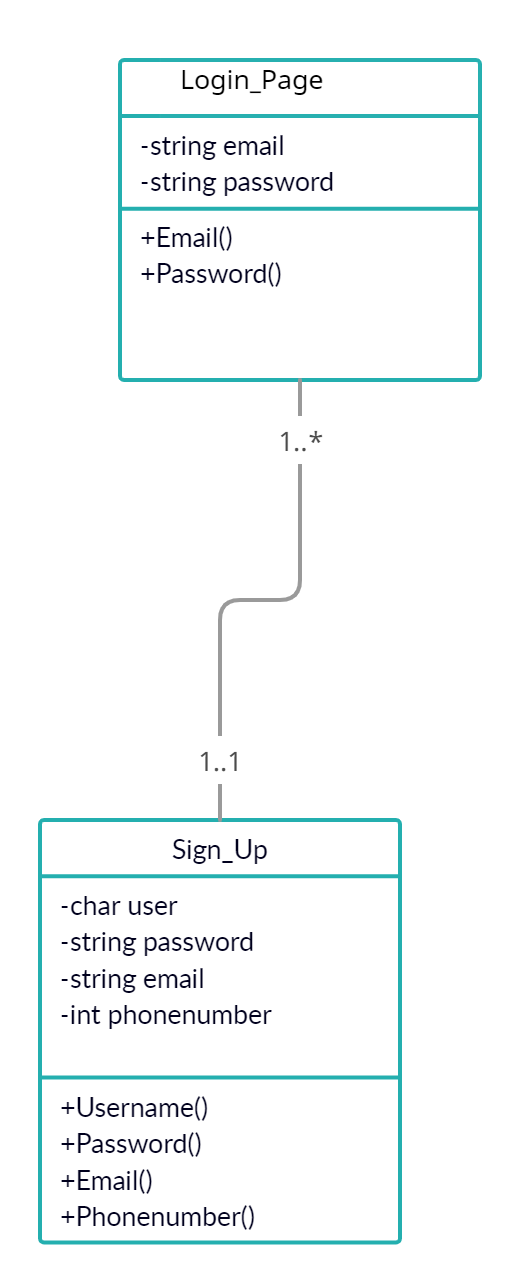 Login_Page
-string email
-string password
+Email()
+Password()
1..*
1..1
Sign_Up
-char user
-string password
-string email
-int phonenumber
+Username()
+Password()
+Email()
+Phonenumber()